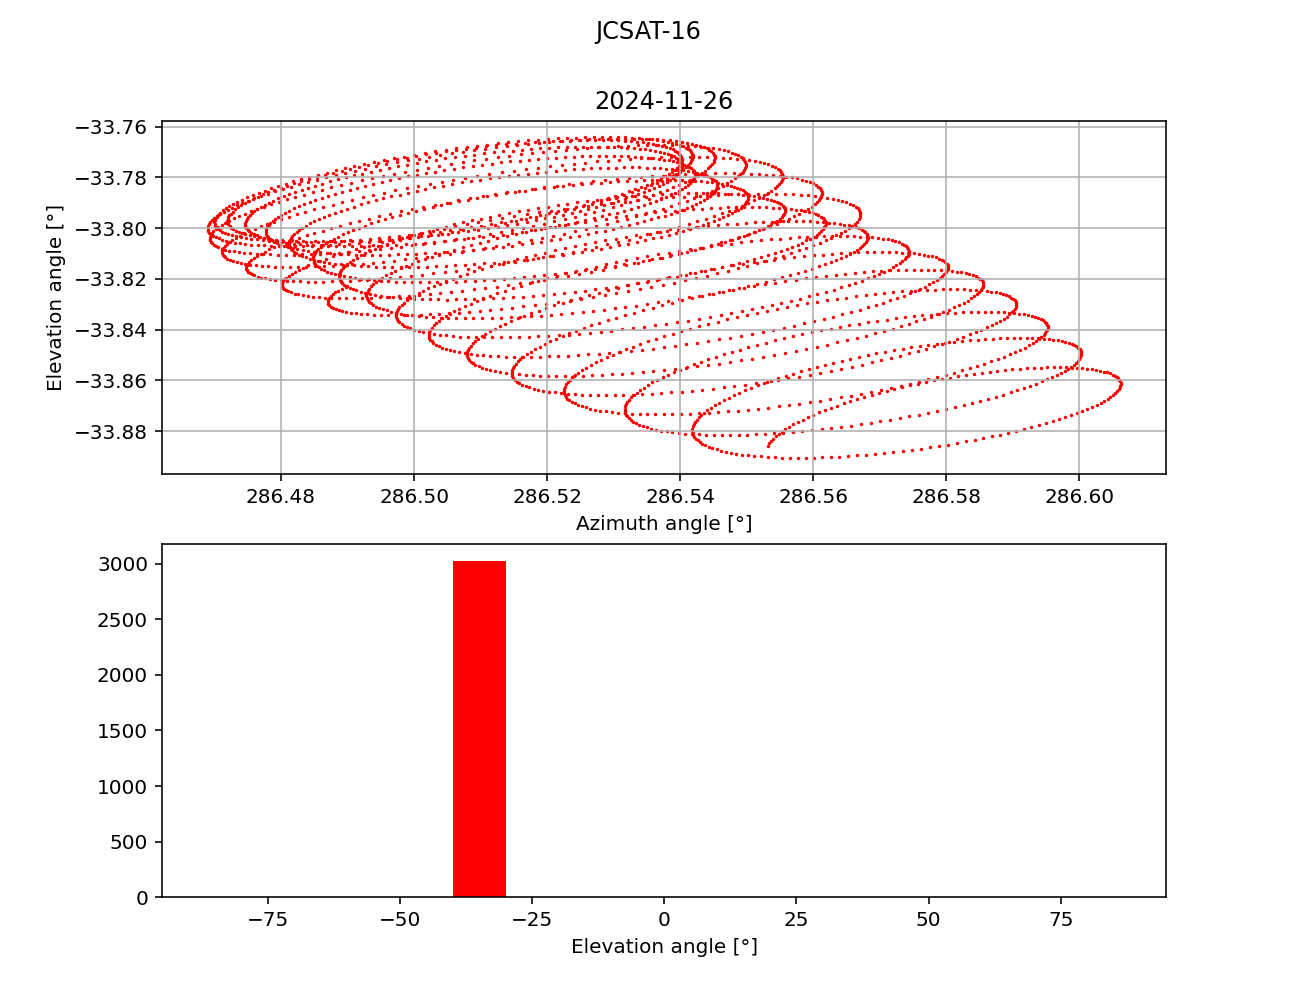 JCSAT-16
2024-11-26
−33.76
−33.78
−33.80
−33.82
−33.84
−33.86
−33.88
Elevation angle [°]
286.48 286.50 286.52 286.54 286.56 286.58 286.60
Azimuth angle [°]
3000
2500
2000
1500
1000
500
0
−75 −50 −25 0 25 50 75
Elevation angle [°]